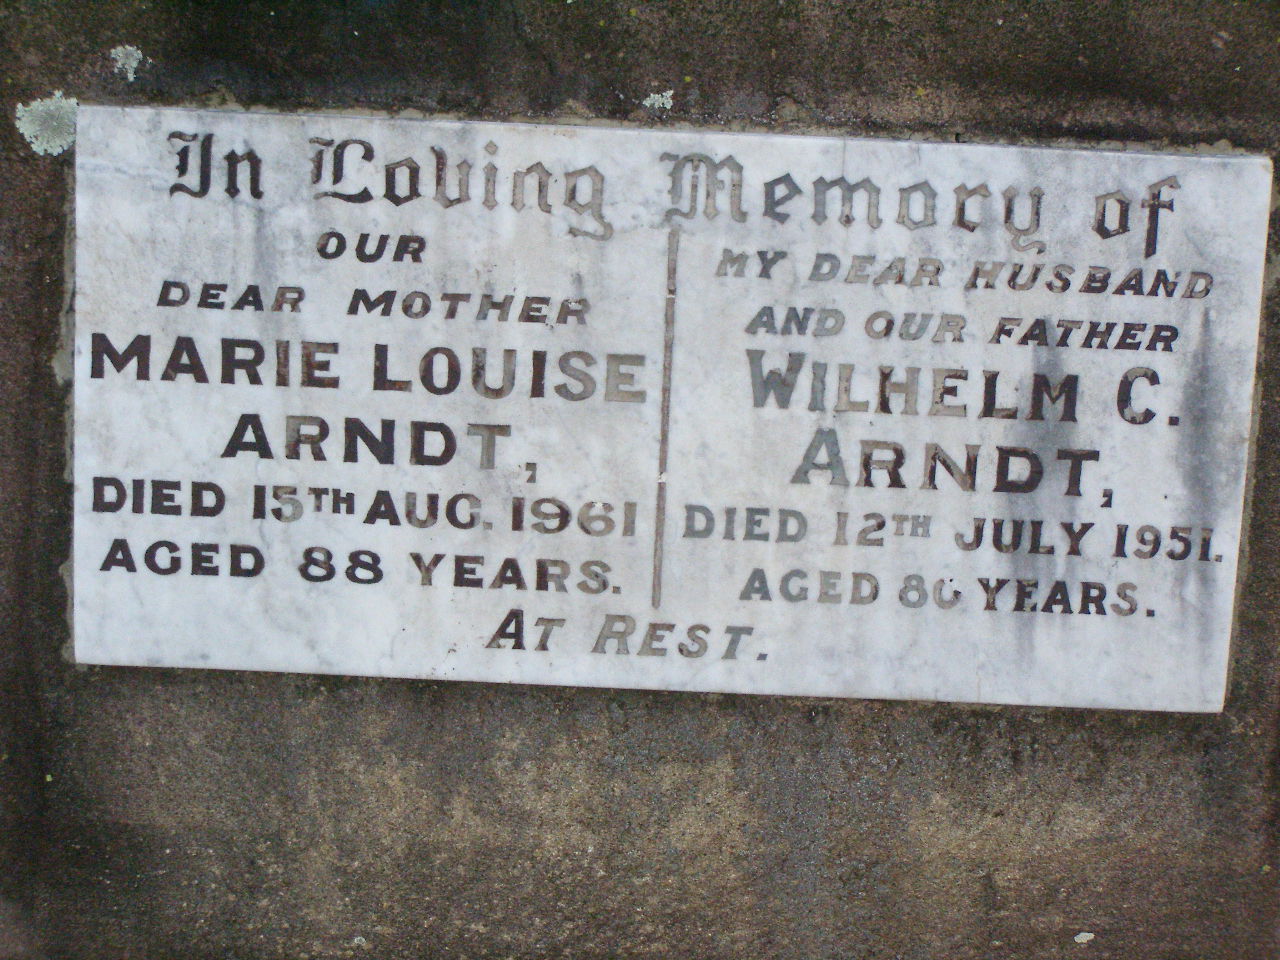 In Loving Memory of
OUR
DEAR MOTHER
MARIE LOUISE
ARNDT,
DIED 15TH AUG. 1961
AGED 88 YEARS.
MY DEAR HUSBAND
AND OUR FATHER
WILHELM C.
ARNDT,
DIED 12TH JULY 1951.
AGED 80 YEARS.
AT REST.